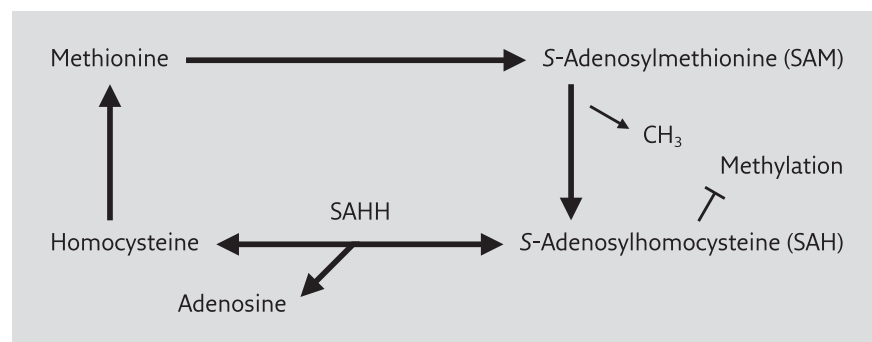 Methionine
S-Adenosylmethionine (SAM)
CH₃
Methylation
SAHH
Homocysteine
S-Adenosylhomocysteine (SAH)
Adenosine